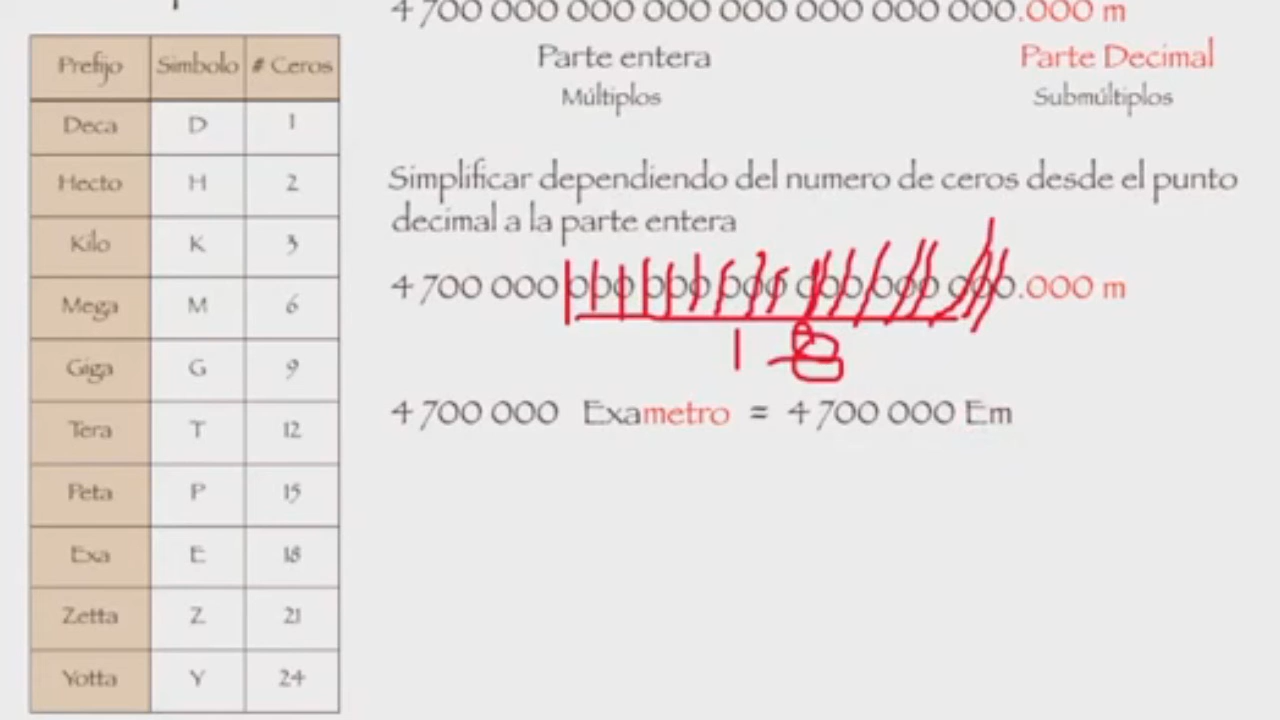 4 700 000 000 000 000 000 000 000.000 m
Parte entera Parte Decimal
Múltiplos Submúltiplos
Prefijo Simbolo # Ceros
Deca D 1
Hecto H 2
Kilo K 3
Mega M 6
Giga G 9
Tera T 12
Peta P 15
Exa E 18
Zetta Z 21
Yotta Y 24
Simplificar dependiendo del numero de ceros desde el punto
decimal a la parte entera
4 700 000 000 000 000 000 000 000.000 m
18
4 700 000 Exametro = 4 700 000 Em